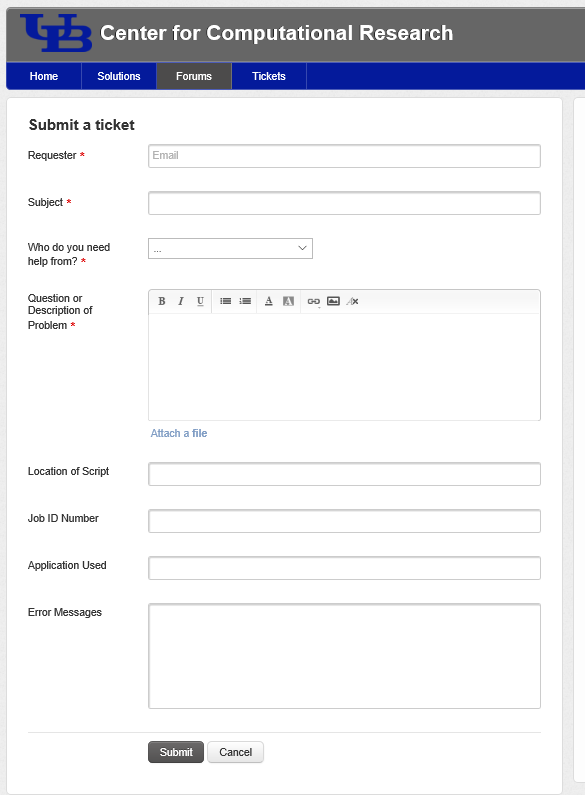 UB Center for Computational Research
Home Solutions Forums Tickets
Submit a ticket
Requester *
Email
Subject *
Who do you need
help from? *
...
Question or
Description of
Problem *
B I U A A
Attach a file
Location of Script
Job ID Number
Application Used
Error Messages
Submit Cancel